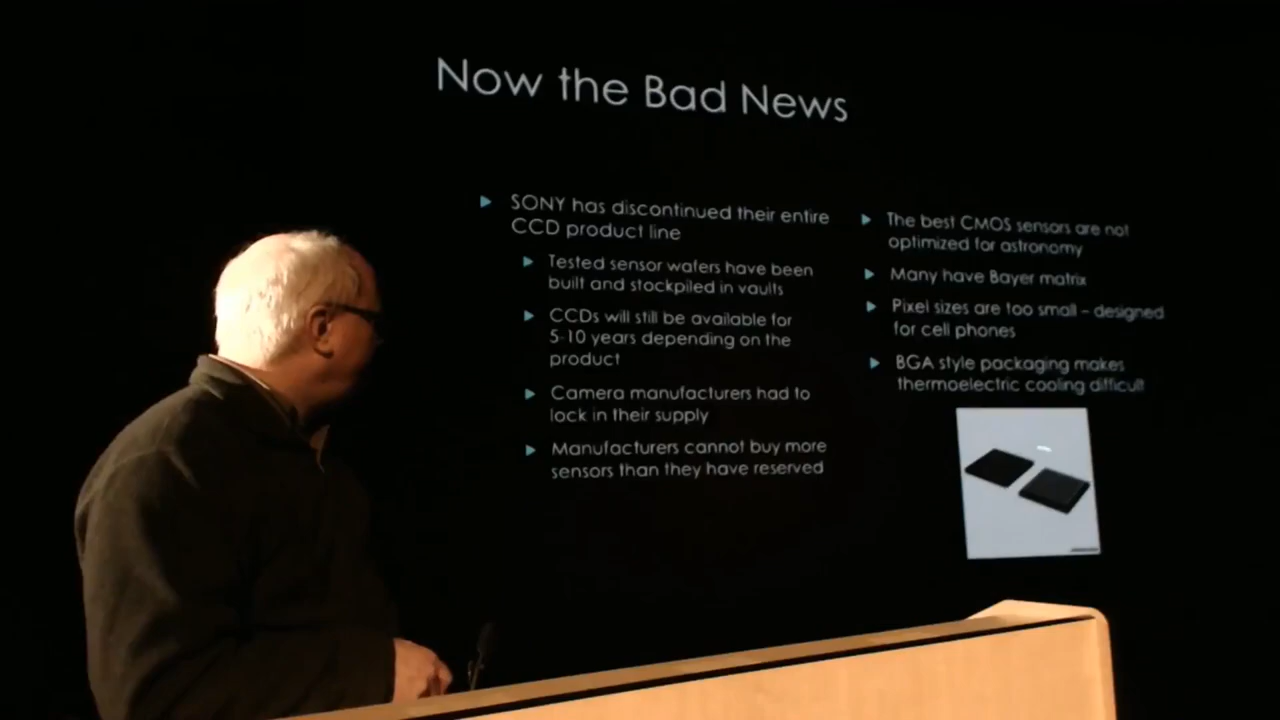 Now the Bad News
SONY has discontinued their entire
CCD product line
Tested sensor wafers have been
built and stockpiled in vaults
CCDs will still be available for
5-10 years depending on the
product
Camera manufacturers had to
lock in their supply
Manufacturers cannot buy more
sensors than they have reserved
The best CMOS sensors are not
optimized for astronomy
Many have Bayer matrix
Pixel sizes are too small – designed
for cell phones
BGA style packaging makes
thermoelectric cooling difficult